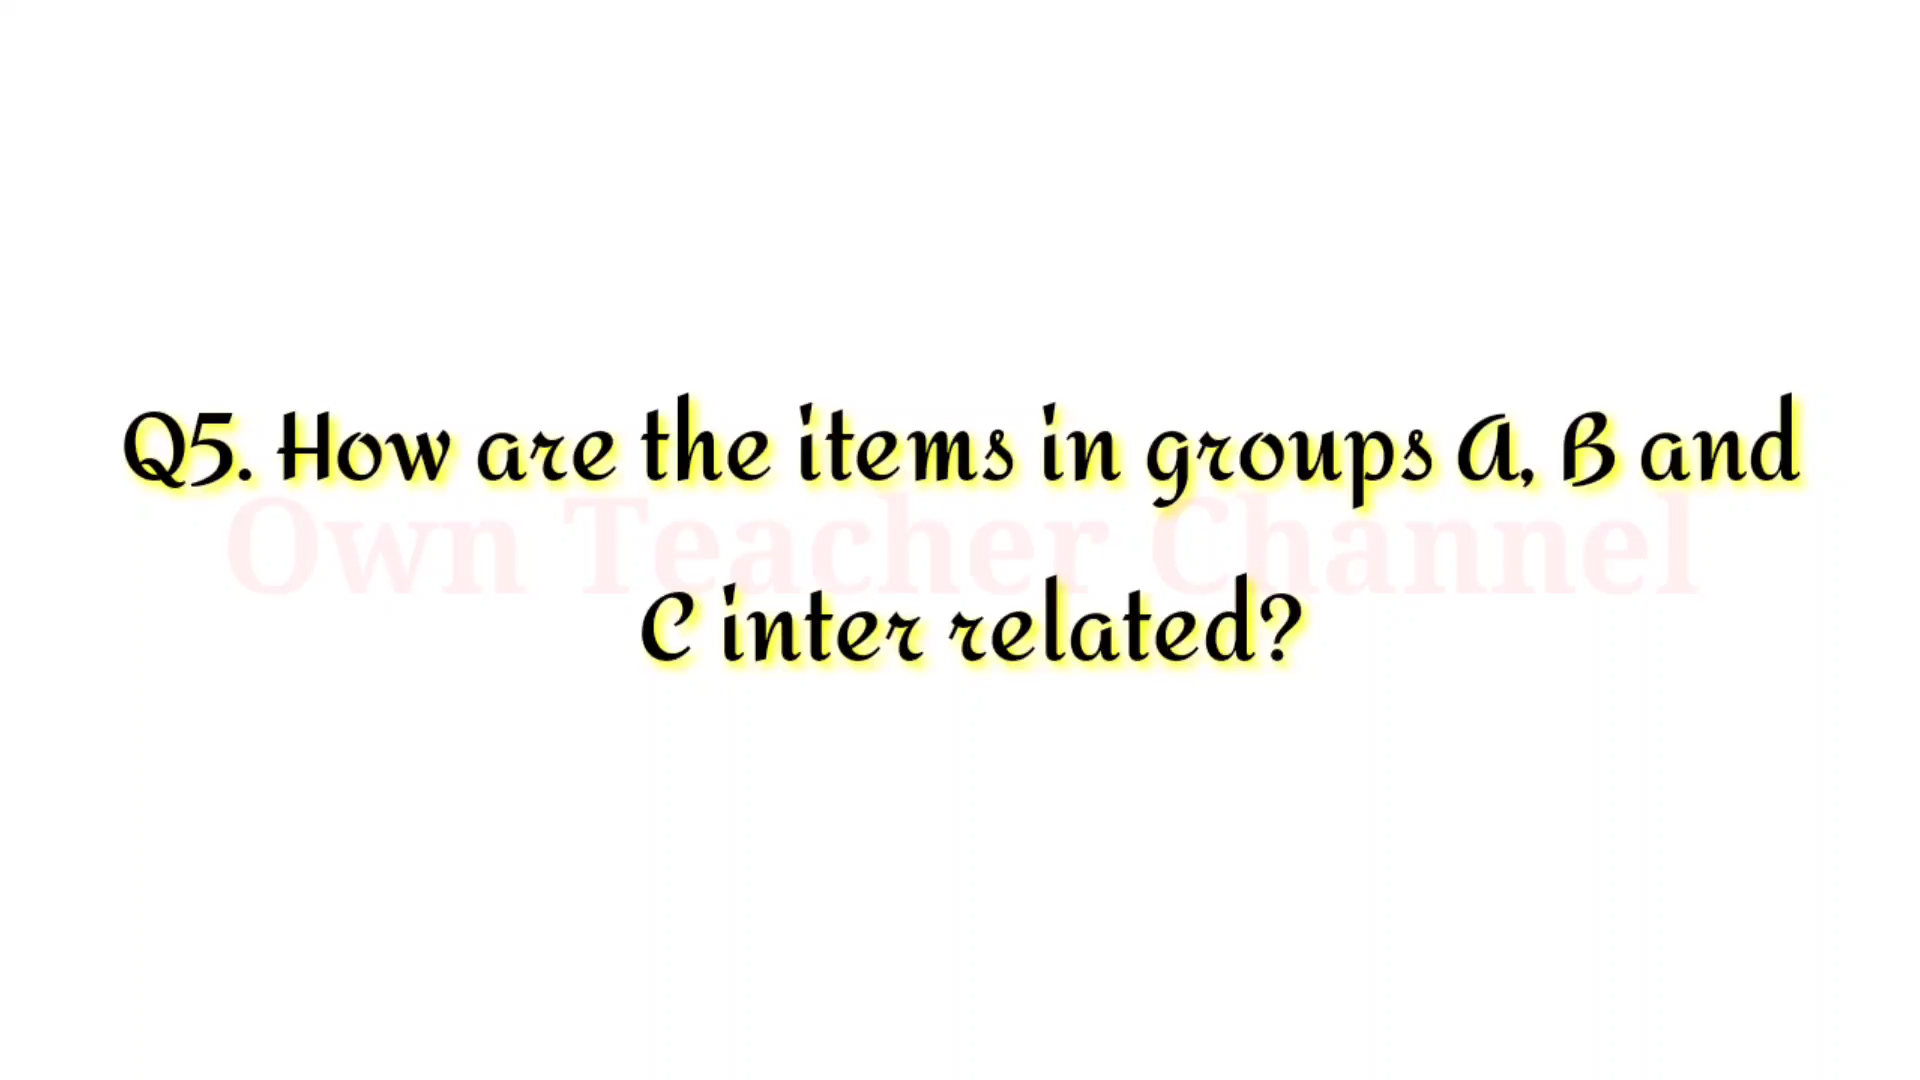 Q5. How are the items in groups A, B and
Own Teacher Channel
C inter related?